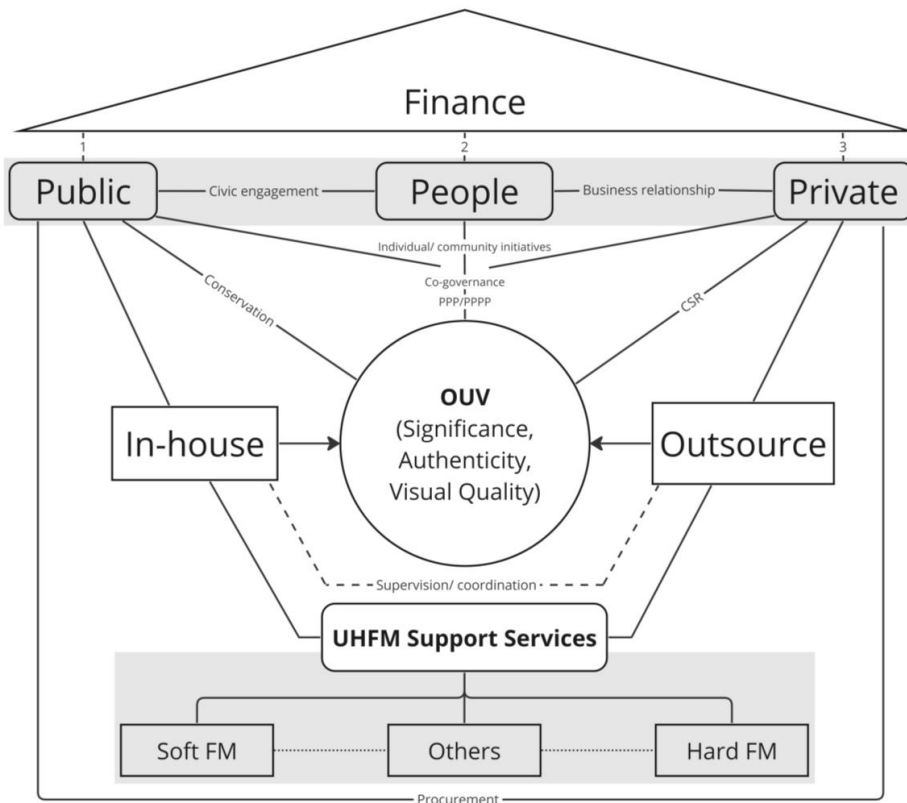 Finance
1
2
3
Public
Civic engagement
People
Business relationship
Private
Individual/ community initiatives
Co-governance
PPP/PPPP
Conservation
CSR
OUV
(Significance,
Authenticity,
Visual Quality)
In-house
Outsource
Supervision/ coordination
UHFM Support Services
Soft FM
Others
Hard FM
Procurement